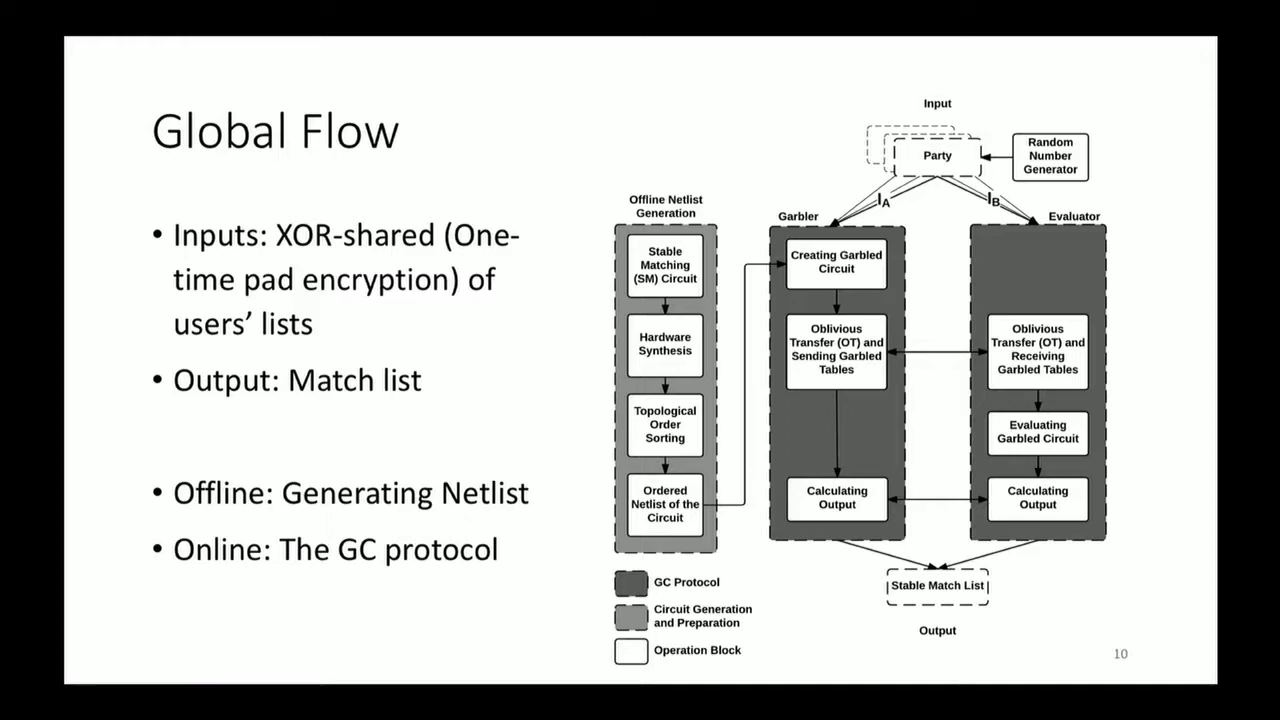 Global Flow
• Inputs: XOR-shared (One-
time pad encryption) of
users’ lists
• Output: Match list
• Offline: Generating Netlist
• Online: The GC protocol
Input
Party
Random
Number
Generator
I_A
I_B
Offline Netlist
Generation
Stable
Matching
(SM) Circuit
Hardware
Synthesis
Topological
Order
Sorting
Ordered
Netlist of the
Circuit
Garbler
Creating Garbled
Circuit
Oblivious
Transfer (OT) and
Sending Garbled
Tables
Calculating
Output
Evaluator
Oblivious
Transfer (OT) and
Receiving
Garbled Tables
Evaluating
Garbled Circuit
Calculating
Output
Stable Match List
Output
GC Protocol
Circuit Generation
and Preparation
Operation Block
10